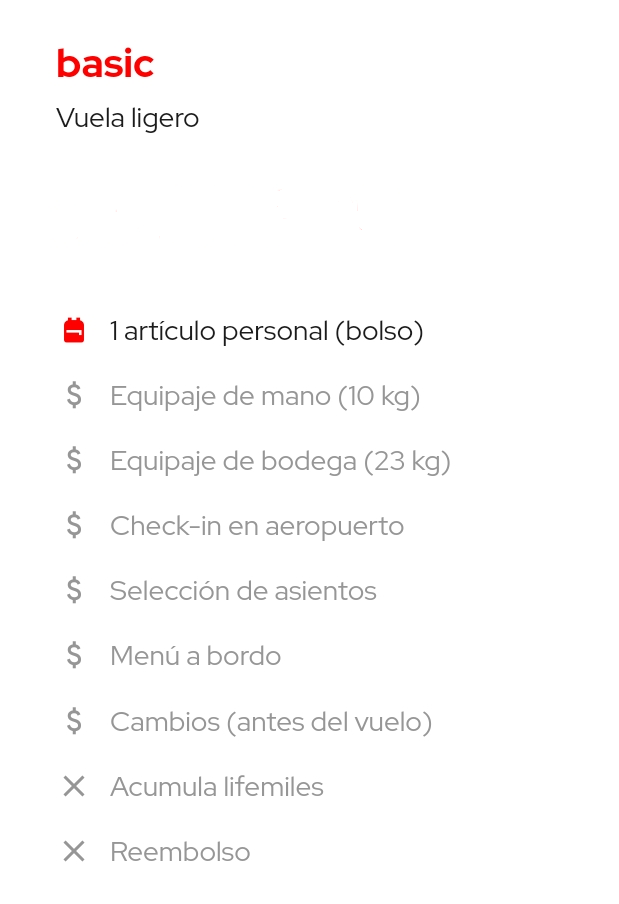 basic
Vuela ligero
1 artículo personal (bolso)
$ Equipaje de mano (10 kg)
$ Equipaje de bodega (23 kg)
$ Check-in en aeropuerto
$ Selección de asientos
$ Menú a bordo
$ Cambios (antes del vuelo)
Acumula lifemiles
Reembolso